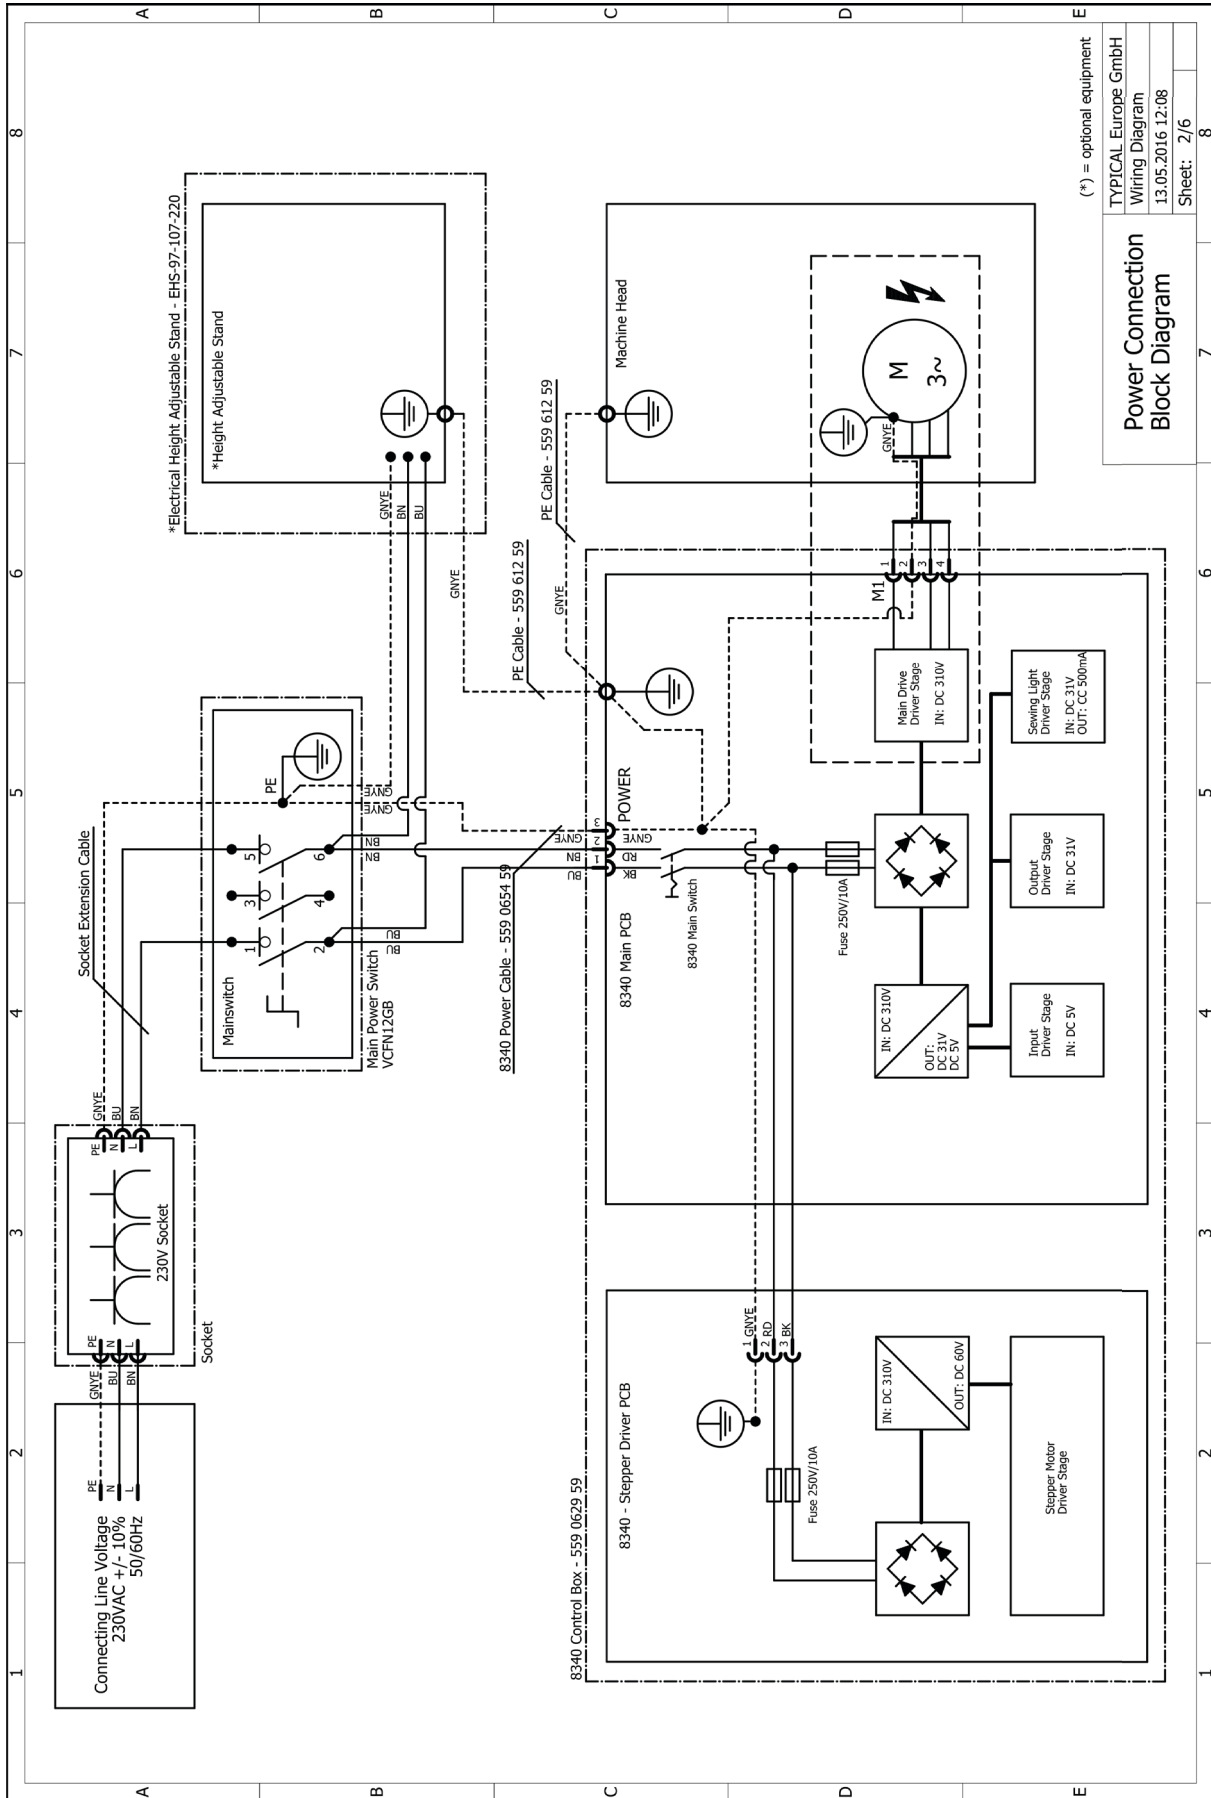 1
2
3
4
5
6
7
8
A
B
C
D
E
Connecting Line Voltage
230VAC +/- 10%
50/60Hz
PE
N
L
GNYE
BU
BN
PE
N
L
230V Socket
Socket
PE
N
L
GNYE
BU
BN
Socket Extension Cable
Mainswitch
1
3
5
2
4
6
PE
Main Power Switch
VCFN12GB
BU
BU
BN
BN
GNYE
GNYE
*Electrical Height Adjustable Stand - EHS-97-107-220
*Height Adjustable Stand
GNYE
BN
BU
GNYE
8340 Power Cable - 559 0654 59
PE Cable - 559 612 59
PE Cable - 559 612 59
GNYE
8340 Control Box - 559 0629 59
8340 - Stepper Driver PCB
1 GNYE
2 RD
3 BK
Fuse 250V/10A
IN: DC 310V
OUT: DC 60V
Stepper Motor
Driver Stage
8340 Main PCB
POWER
BU
BN
GNYE
1
2
3
BK
RD
GNYE
8340 Main Switch
Fuse 250V/10A
IN: DC 310V
OUT:
DC 31V
DC 5V
Input
Driver Stage
IN: DC 5V
Output
Driver Stage
IN: DC 31V
Sewing Light
Driver Stage
IN: DC 31V
OUT: CC 500mA
Main Drive
Driver Stage
IN: DC 310V
M1
1
2
3
4
Machine Head
GNYE
M
3~
(*) = optional equipment
Power Connection
Block Diagram
TYPICAL Europe GmbH
Wiring Diagram
13.05.2016 12:08
Sheet: 2/6
1
2
3
4
5
6
7
8
A
B
C
D
E